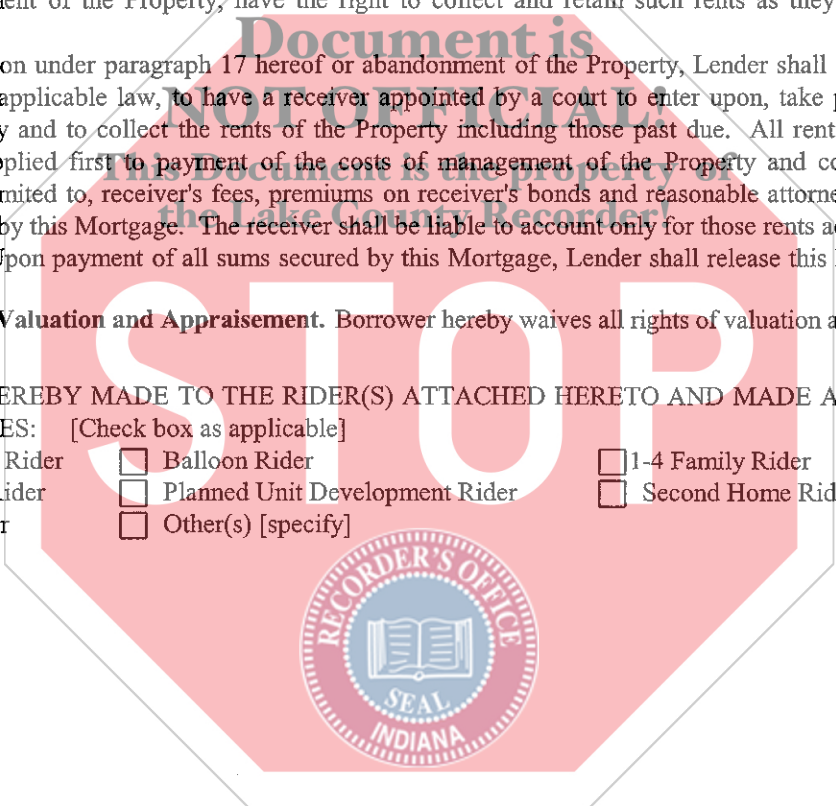 ent of the Property, have the right to collect and retain such rents as they
Document is
on under paragraph 17 hereof or abandonment of the Property, Lender shall
applicable law, to have a receiver appointed by a court to enter upon, take
NOT OFFICIAL!
y and to collect the rents of the Property including those past due. All rent
plied first to payment of the costs of management of the Property and co
This Document is the property of
mited to, receiver's fees, premiums on receiver's bonds and reasonable attorne
the Lake County Recorder!
by this Mortgage. The receiver shall be liable to account only for those rents a
Upon payment of all sums secured by this Mortgage, Lender shall release this
Valuation and Appraisement. Borrower hereby waives all rights of valuation a
STOP
EREBY MADE TO THE RIDER(S) ATTACHED HERETO AND MADE A
ES: [Check box as applicable]
Rider Balloon Rider 1-4 Family Rider
ider Planned Unit Development Rider Second Home Rid
r Other(s) [specify]
RECORDER'S OFFICE
SEAL
INDIANA